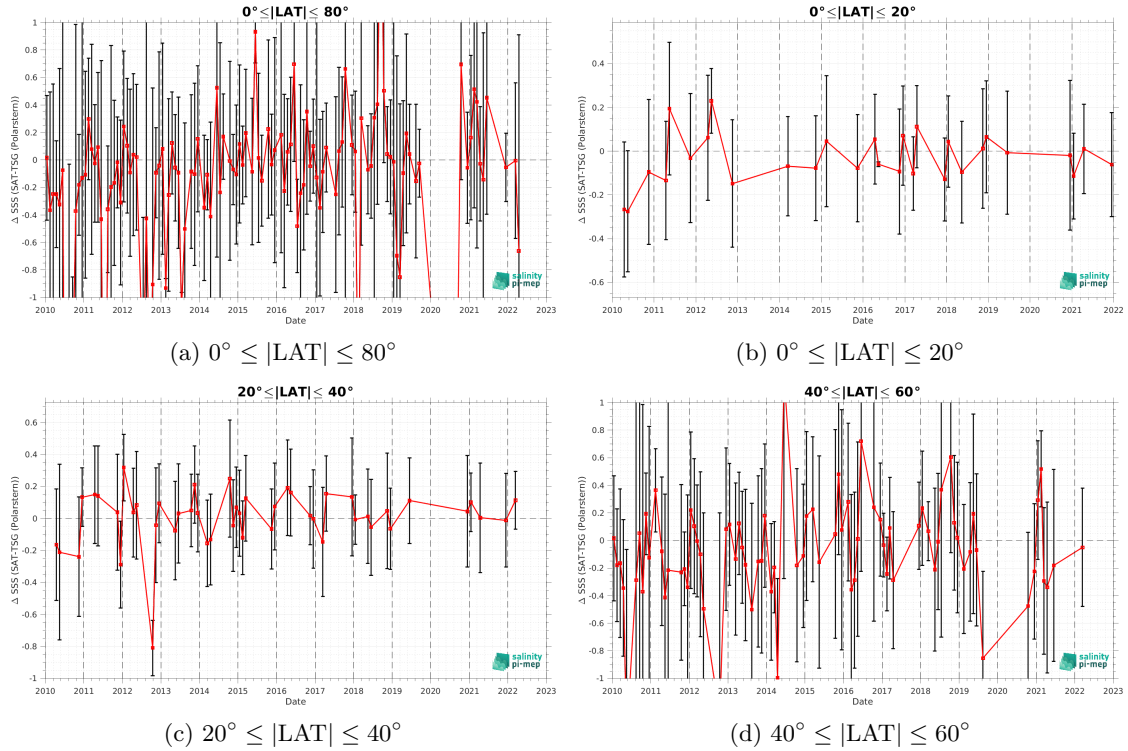 0°≤|LAT|≤ 80°
Δ SSS (SAT-TSG (Polarstern))
1
0.8
0.6
0.4
0.2
0
-0.2
-0.4
-0.6
-0.8
-1
2010 2011 2012 2013 2014 2015 2016 2017 2018 2019 2020 2021 2022 2023
Date
salinity
pi-mep
(a) 0° ≤ |LAT| ≤ 80°
0°≤|LAT|≤ 20°
Δ SSS (SAT-TSG (Polarstern))
0.6
0.4
0.2
0
-0.2
-0.4
-0.6
2010 2011 2012 2013 2014 2015 2016 2017 2018 2019 2020 2021 2022
Date
salinity
pi-mep
(b) 0° ≤ |LAT| ≤ 20°
20°≤|LAT|≤ 40°
Δ SSS (SAT-TSG (Polarstern))
0.6
0.4
0.2
0
-0.2
-0.4
-0.6
-0.8
-1
2010 2011 2012 2013 2014 2015 2016 2017 2018 2019 2020 2021 2022 2023
Date
salinity
pi-mep
(c) 20° ≤ |LAT| ≤ 40°
40°≤|LAT|≤ 60°
Δ SSS (SAT-TSG (Polarstern))
1
0.8
0.6
0.4
0.2
0
-0.2
-0.4
-0.6
-0.8
-1
2010 2011 2012 2013 2014 2015 2016 2017 2018 2019 2020 2021 2022 2023
Date
salinity
pi-mep
(d) 40° ≤ |LAT| ≤ 60°